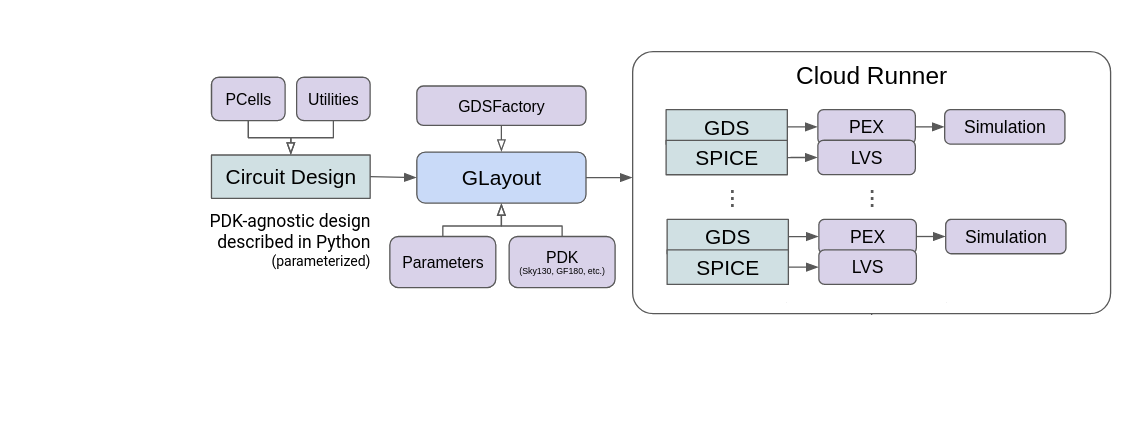 Cloud Runner
PCells
Utilities
GDSFactory
Circuit Design
GLayout
PDK-agnostic design
described in Python
(parameterized)
Parameters
PDK
(Sky130, GF180, etc.)
GDS
PEX
Simulation
SPICE
LVS
GDS
PEX
Simulation
SPICE
LVS